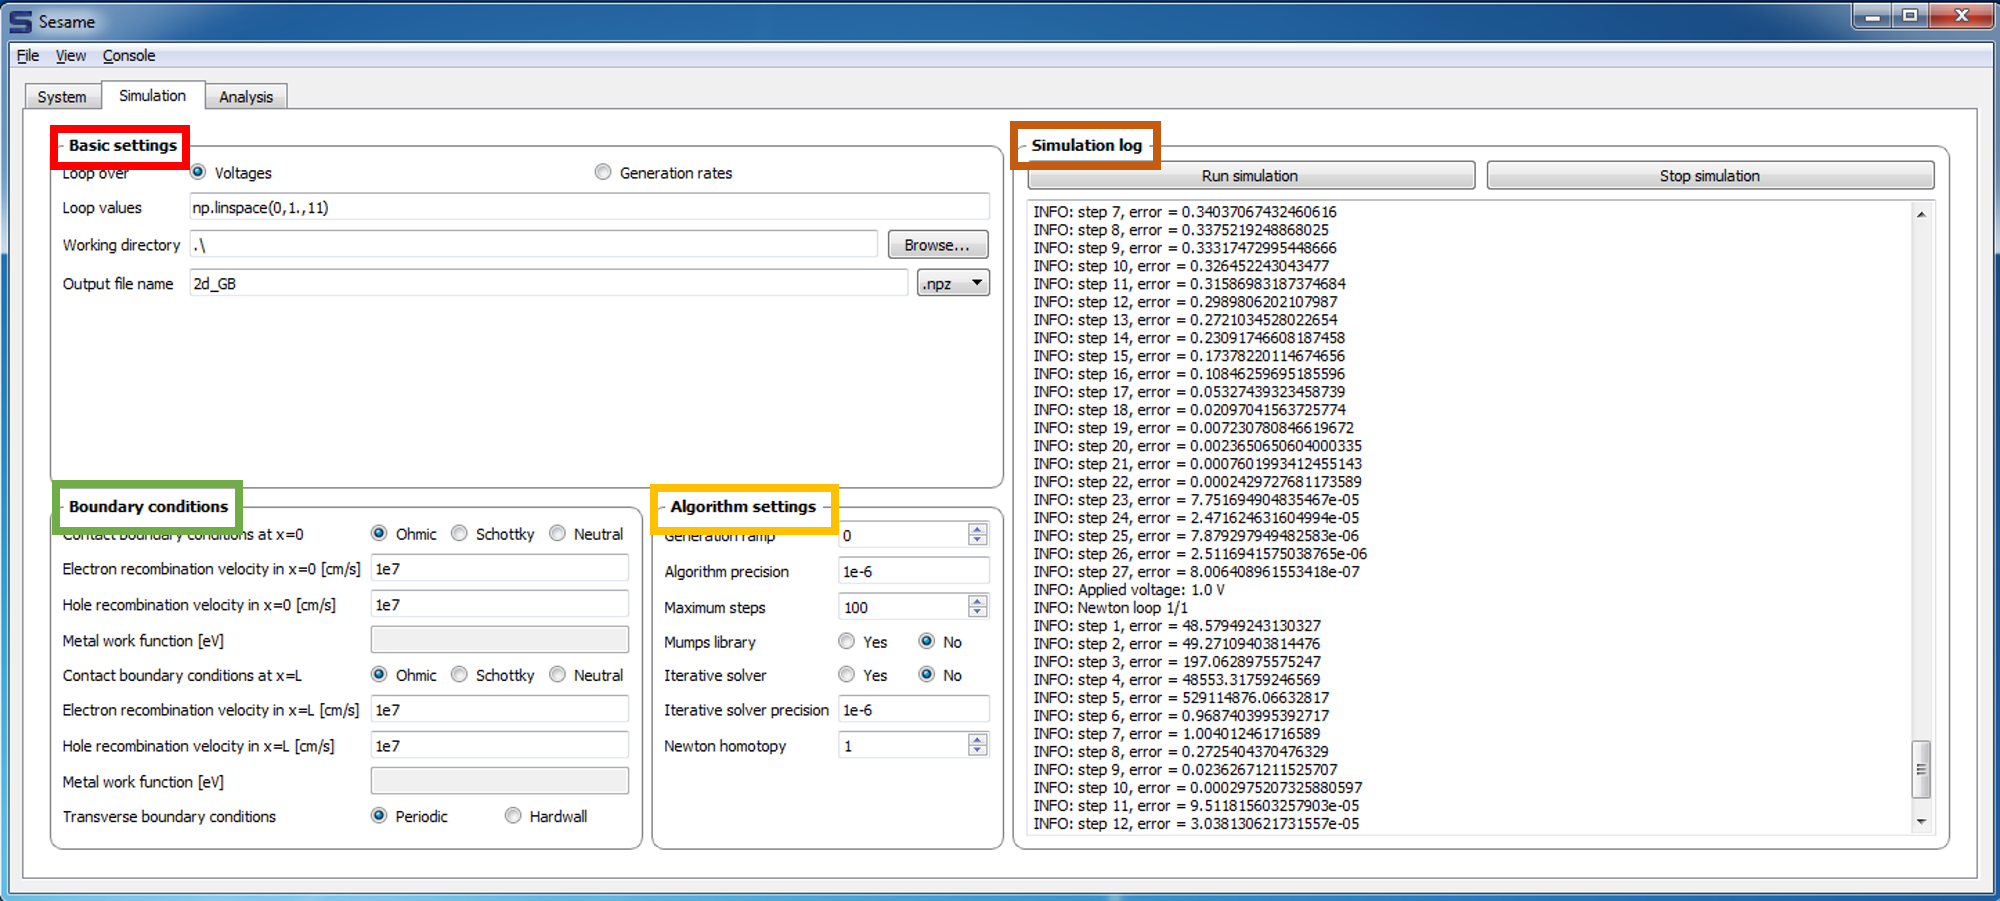 Sesame
File View Console
System Simulation Analysis
Basic settings
Loop over Voltages Generation rates
Loop values np.linspace(0,1.,11)
Working directory .\ Browse...
Output file name 2d_GB .npz
Boundary conditions
Contact boundary conditions at x=0 Ohmic Schottky Neutral
Electron recombination velocity in x=0 [cm/s] 1e7
Hole recombination velocity in x=0 [cm/s] 1e7
Metal work function [eV]
Contact boundary conditions at x=L Ohmic Schottky Neutral
Electron recombination velocity in x=L [cm/s] 1e7
Hole recombination velocity in x=L [cm/s] 1e7
Metal work function [eV]
Transverse boundary conditions Periodic Hardwall
Algorithm settings
Generation ramp 0
Algorithm precision 1e-6
Maximum steps 100
Mumps library Yes No
Iterative solver Yes No
Iterative solver precision 1e-6
Newton homotopy 1
Simulation log
Run simulation Stop simulation
INFO: step 7, error = 0.34037067432460616
INFO: step 8, error = 0.3375219248868025
INFO: step 9, error = 0.33317472995448666
INFO: step 10, error = 0.326452243043477
INFO: step 11, error = 0.31586983187374684
INFO: step 12, error = 0.2989806202107987
INFO: step 13, error = 0.2721034528022654
INFO: step 14, error = 0.23091746608187458
INFO: step 15, error = 0.17378220114674656
INFO: step 16, error = 0.10846259695185596
INFO: step 17, error = 0.05327439323458739
INFO: step 18, error = 0.02097041563725774
INFO: step 19, error = 0.007230780846619672
INFO: step 20, error = 0.0023650650604000335
INFO: step 21, error = 0.0007601993412455143
INFO: step 22, error = 0.0002429727681173589
INFO: step 23, error = 7.751694904835467e-05
INFO: step 24, error = 2.471624631604994e-05
INFO: step 25, error = 7.879297949482583e-06
INFO: step 26, error = 2.5116941575038765e-06
INFO: step 27, error = 8.006408961553418e-07
INFO: Applied voltage: 1.0 V
INFO: Newton loop 1/1
INFO: step 1, error = 48.57949243130327
INFO: step 2, error = 49.27109403814476
INFO: step 3, error = 197.0628975575247
INFO: step 4, error = 48553.31759246569
INFO: step 5, error = 529114876.06632817
INFO: step 6, error = 0.9687403995392717
INFO: step 7, error = 1.004012461716589
INFO: step 8, error = 0.2725404370476329
INFO: step 9, error = 0.02362671211525707
INFO: step 10, error = 0.0002975207325880597
INFO: step 11, error = 9.511815603257903e-05
INFO: step 12, error = 3.038130621731557e-05